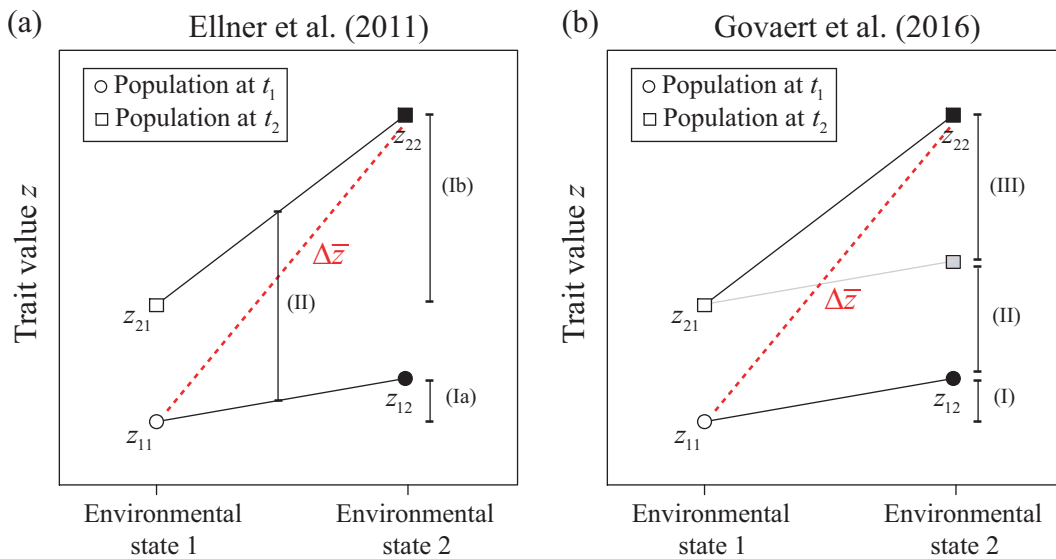 (a)
Ellner et al. (2011)
Population at t₁
Population at t₂
z₂₂
(Ib)
Δz̅
(II)
z₂₁
z₁₂
(Ia)
z₁₁
Trait value z
Environmental
state 1
Environmental
state 2
(b)
Govaert et al. (2016)
Population at t₁
Population at t₂
z₂₂
(III)
Δz̅
z₂₁
(II)
z₁₂
(I)
z₁₁
Trait value z
Environmental
state 1
Environmental
state 2